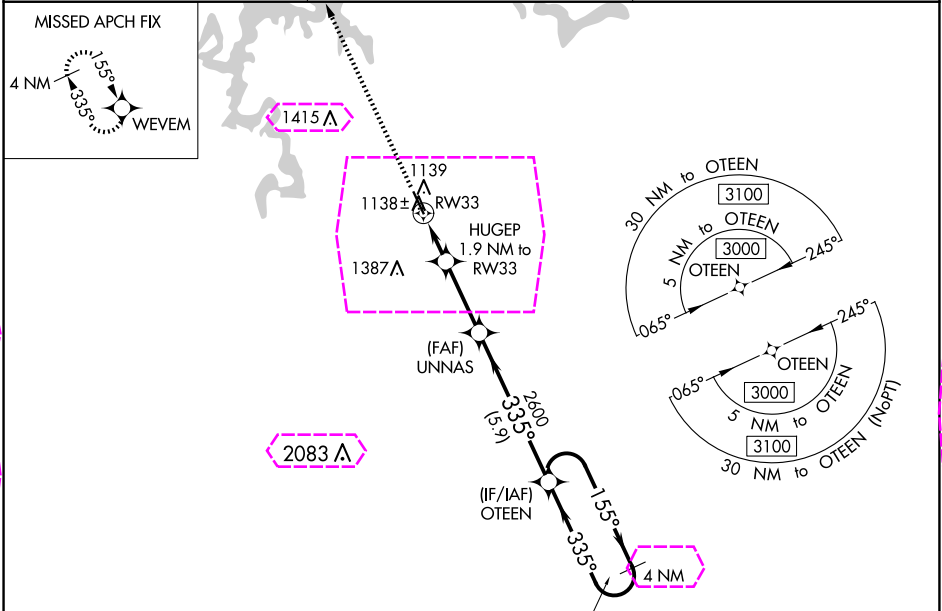 MISSED APCH FIX
4 NM
155°
335°
WEVEM
1415
1139
1138±
RW33
HUGEP
1.9 NM to
RW33
1387
(FAF)
UNNAS
2600
335°
(5.9)
2083
(IF/IAF)
OTEEN
155°
335°
4 NM
30 NM to OTEEN
3100
5 NM to OTEEN
3000
OTEEN
245°
065°
245°
065°
OTEEN
3000
5 NM to OTEEN
3100
30 NM to OTEEN (NoPT)